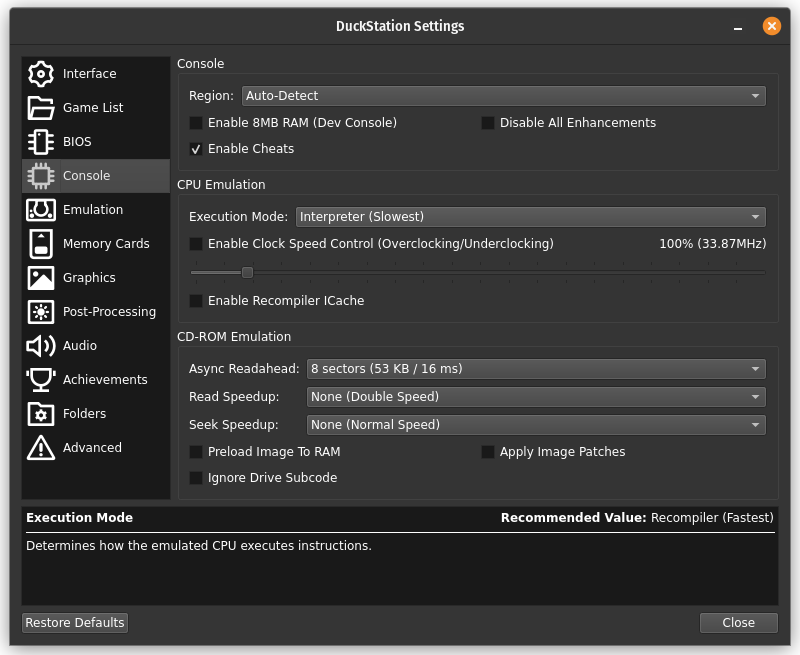 DuckStation Settings
Interface
Game List
BIOS
Console
Emulation
Memory Cards
Graphics
Post-Processing
Audio
Achievements
Folders
Advanced
Console
Region: Auto-Detect
Enable 8MB RAM (Dev Console) Disable All Enhancements
Enable Cheats
CPU Emulation
Execution Mode: Interpreter (Slowest)
Enable Clock Speed Control (Overclocking/Underclocking) 100% (33.87MHz)
Enable Recompiler ICache
CD-ROM Emulation
Async Readahead: 8 sectors (53 KB / 16 ms)
Read Speedup: None (Double Speed)
Seek Speedup: None (Normal Speed)
Preload Image To RAM Apply Image Patches
Ignore Drive Subcode
Execution Mode Recommended Value: Recompiler (Fastest)
Determines how the emulated CPU executes instructions.
Restore Defaults Close